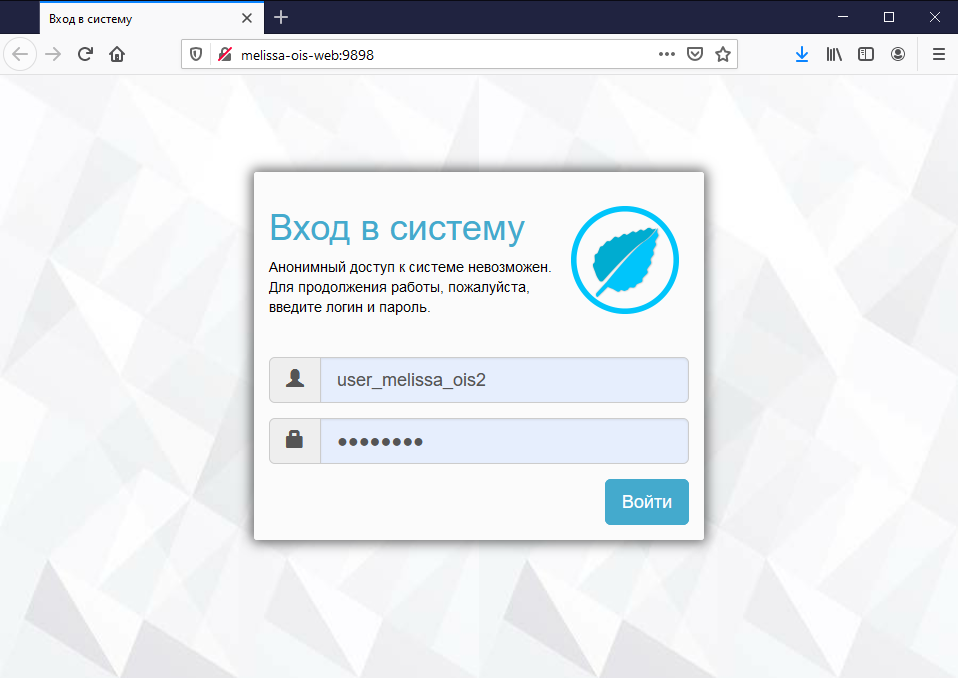 Вход в систему
melissa-ois-web:9898
Вход в систему
Анонимный доступ к системе невозможен.
Для продолжения работы, пожалуйста,
введите логин и пароль.
user_melissa_ois2
Войти